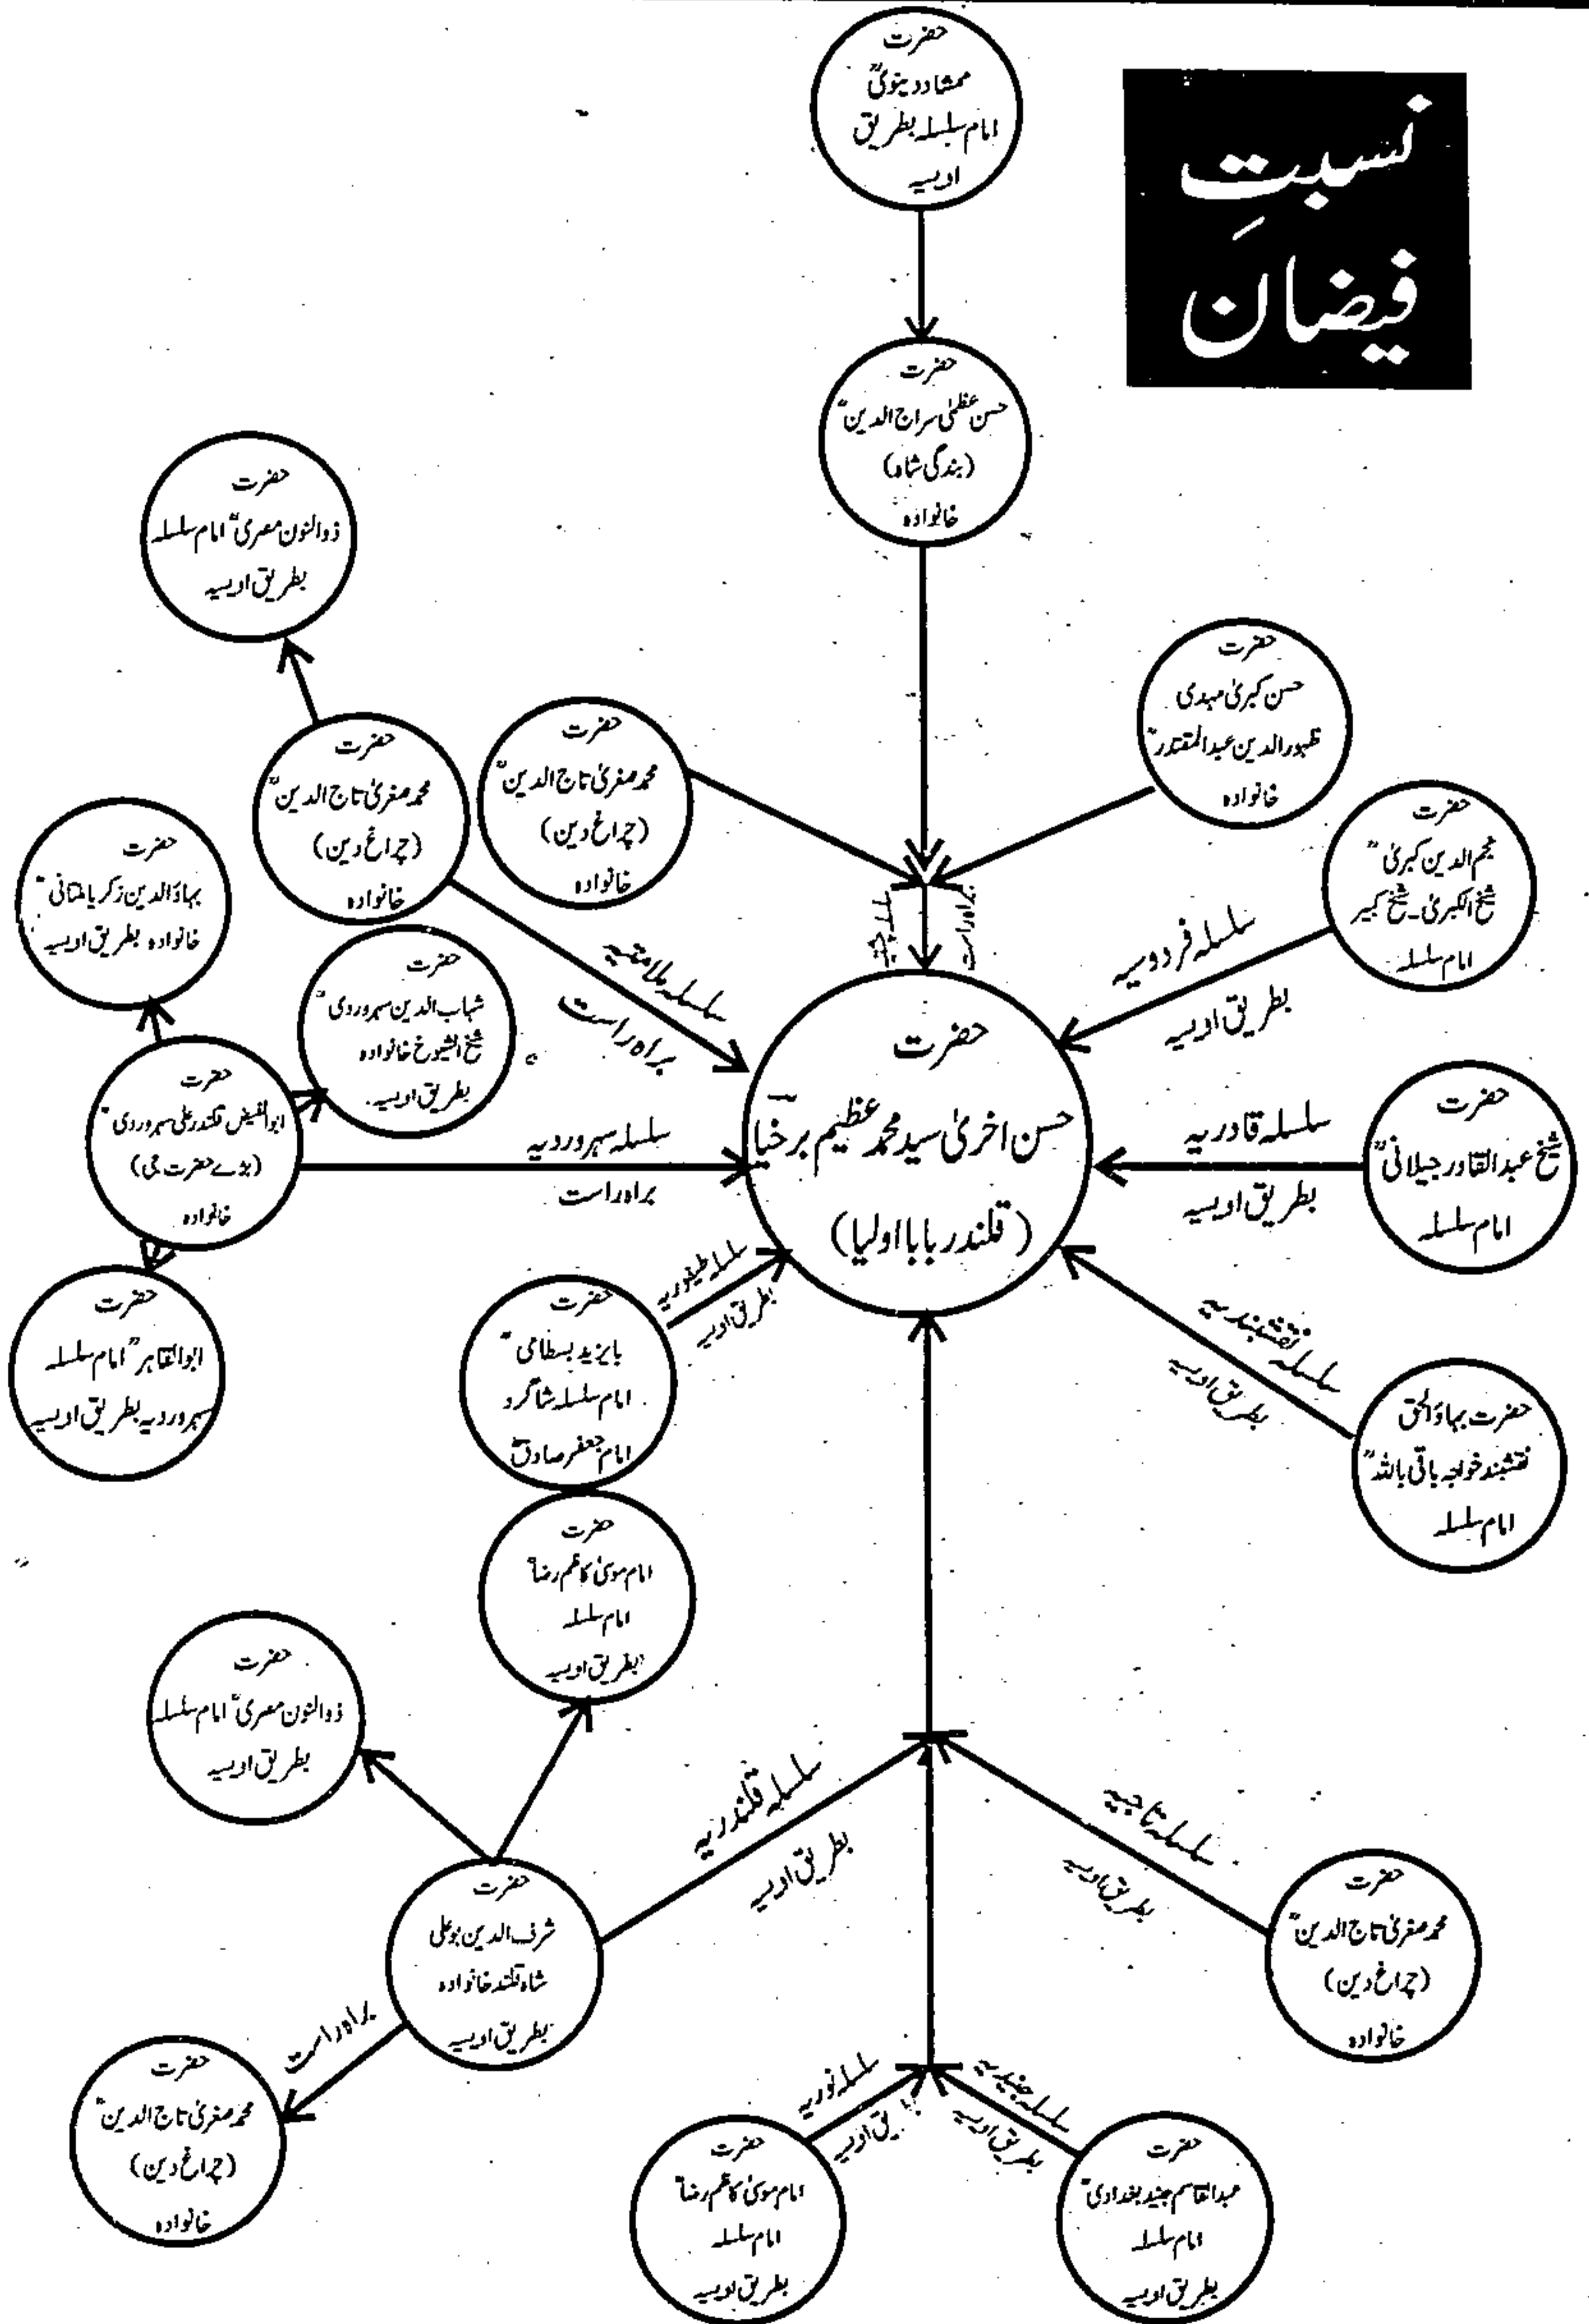 نسبتِ
فیضان
حضرت
ممشاد دینوریؒ
امام سلسلہ بطریق
اویسیہ
حضرت
حسن عظمیٰ سراج الدینؒ
(بندگی شاہ)
خانوادہ
حضرت
ذوالنون مصریؒ امام سلسلہ
بطریق اویسیہ
حضرت
حسن کبریٰ مہدی
ظہور الدین عبدالمقتدرؒ
خانوادہ
حضرت
محمد صغریٰ تاج الدینؒ
(چراغ دین)
خانوادہ
حضرت
محمد صغریٰ تاج الدینؒ
(چراغ دین)
خانوادہ
حضرت
نجم الدین کبریٰؒ
شیخ الکبریٰ۔شیخ کبیر
امام سلسلہ
حضرت
بہاؤالدین زکریا ملتانیؒ
خانوادہ بطریق اویسیہ
براہ راست
سلسلہ فردوسیہ
بطریق اویسیہ
سلسلہ ملامتیہ
براہ راست
حضرت
شہاب الدین سہروردیؒ
شیخ الشیوخ خانوادہ
بطریق اویسیہ
حضرت
حسن اخریٰ سید محمد عظیم برخیاؒ
(قلندر بابا اولیا)
حضرت
ابوالفیض قلندر علی سہروردیؒ
(بڑے حضرت جی)
خانوادہ
سلسلہ سہروردیہ
براہ راست
سلسلہ قادریہ
بطریق اویسیہ
حضرت
شیخ عبدالقادر جیلانیؒ
امام سلسلہ
حضرت
ابوالقاہرؒ امام سلسلہ
سہروردیہ بطریق اویسیہ
سلسلہ طیفوریہ
بطریق اویسیہ
حضرت
بایزید بسطامیؒ
امام سلسلہ شاگرد
امام جعفر صادقؓ
سلسلہ نقشبندیہ
بطریق اویسیہ
حضرت بہاؤالحق
نقشبند خواجہ باقی باللہؒ
امام سلسلہ
حضرت
امام موسیٰ کاظم رضاؓ
امام سلسلہ
بطریق اویسیہ
حضرت
ذوالنون مصریؒ امام سلسلہ
بطریق اویسیہ
سلسلہ قلندریہ
بطریق اویسیہ
سلسلہ تاجیہ
بطریق اویسیہ
حضرت
شرف الدین بوعلی
شاہ قلندر خانوادہ
بطریق اویسیہ
حضرت
محمد صغریٰ تاج الدینؒ
(چراغ دین)
خانوادہ
براہ راست
حضرت
محمد صغریٰ تاج الدینؒ
(چراغ دین)
خانوادہ
سلسلہ نوریہ
اویسیہ
سلسلہ جنیدیہ
بطریق اویسیہ
حضرت
امام موسیٰ کاظم رضاؓ
امام سلسلہ
بطریق اویسیہ
حضرت
عبدالقاسم جنید بغدادیؒ
امام سلسلہ
بطریق اویسیہ